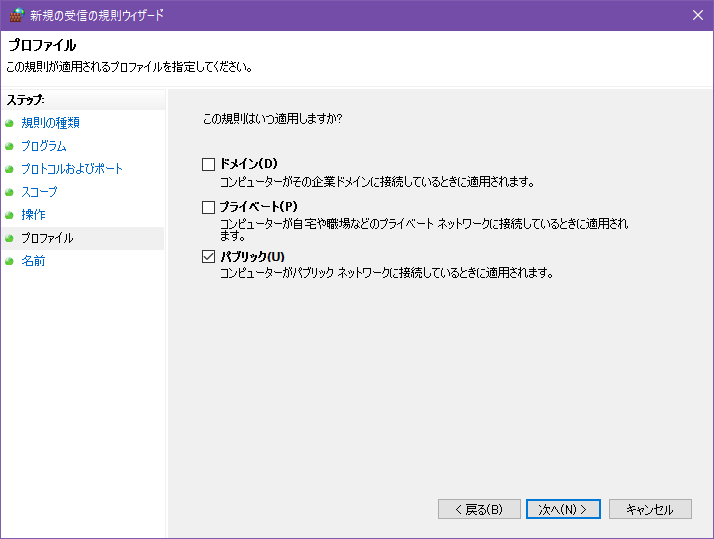 新規の受信の規則ウィザード
プロファイル
この規則が適用されるプロファイルを指定してください。
ステップ:
規則の種類
プログラム
プロトコルおよびポート
スコープ
操作
プロファイル
名前
この規則はいつ適用しますか?
ドメイン(D)
コンピューターがその企業ドメインに接続しているときに適用されます。
プライベート(P)
コンピューターが自宅や職場などのプライベート ネットワークに接続しているときに適用され
ます。
パブリック(U)
コンピューターがパブリック ネットワークに接続しているときに適用されます。
< 戻る(B)
次へ(N) >
キャンセル